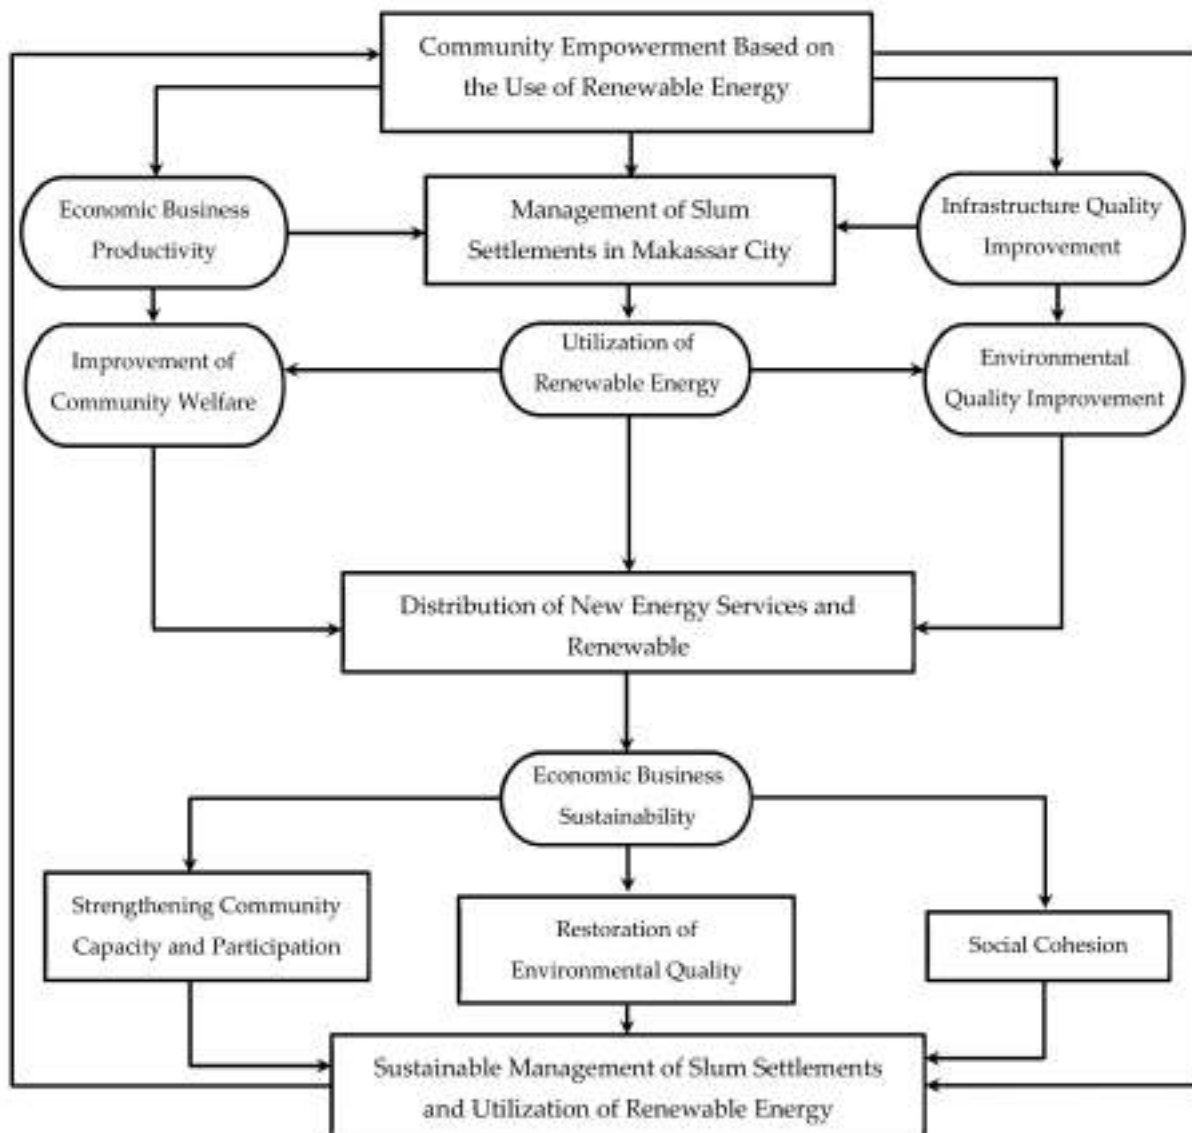 Community Empowerment Based on
the Use of Renewable Energy
Economic Business
Productivity
Management of Slum
Settlements in Makassar City
Infrastructure Quality
Improvement
Improvement of
Community Welfare
Utilization of
Renewable Energy
Environmental
Quality Improvement
Distribution of New Energy Services and
Renewable
Economic Business
Sustainability
Strengthening Community
Capacity and Participation
Restoration of
Environmental Quality
Social Cohesion
Sustainable Management of Slum Settlements
and Utilization of Renewable Energy